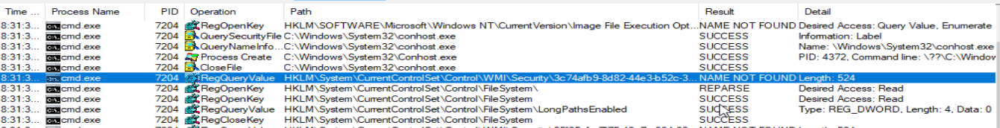 Time ... Process Name PID Operation Path Result Detail
8:31:3... cmd.exe 7204 RegOpenKey HKLM\SOFTWARE\Microsoft\Windows NT\CurrentVersion\Image File Execution Opt... NAME NOT FOUND Desired Access: Query Value, Enumerate
8:31:3... cmd.exe 7204 QuerySecurityFile C:\Windows\System32\conhost.exe SUCCESS Information: Label
8:31:3... cmd.exe 7204 QueryNameInfo... C:\Windows\System32\conhost.exe SUCCESS Name: \Windows\System32\conhost.exe
8:31:3... cmd.exe 7204 Process Create C:\Windows\System32\Conhost.exe SUCCESS PID: 4372, Command line: \??\C:\Window
8:31:3... cmd.exe 7204 CloseFile C:\Windows\System32\conhost.exe SUCCESS
8:31:3... cmd.exe 7204 RegQueryValue HKLM\System\CurrentControlSet\Control\WMI\Security\3c74afb9-8d82-44e3-b52c-3... NAME NOT FOUND Length: 524
8:31:3... cmd.exe 7204 RegOpenKey HKLM\System\CurrentControlSet\Control\FileSystem\ REPARSE Desired Access: Read
8:31:3... cmd.exe 7204 RegOpenKey HKLM\System\CurrentControlSet\Control\FileSystem SUCCESS Desired Access: Read
8:31:3... cmd.exe 7204 RegQueryValue HKLM\System\CurrentControlSet\Control\FileSystem\LongPathsEnabled SUCCESS Type: REG_DWORD, Length: 4, Data: 0
8:31:3... cmd.exe 7204 RegCloseKey HKLM\System\CurrentControlSet\Control\FileSystem SUCCESS